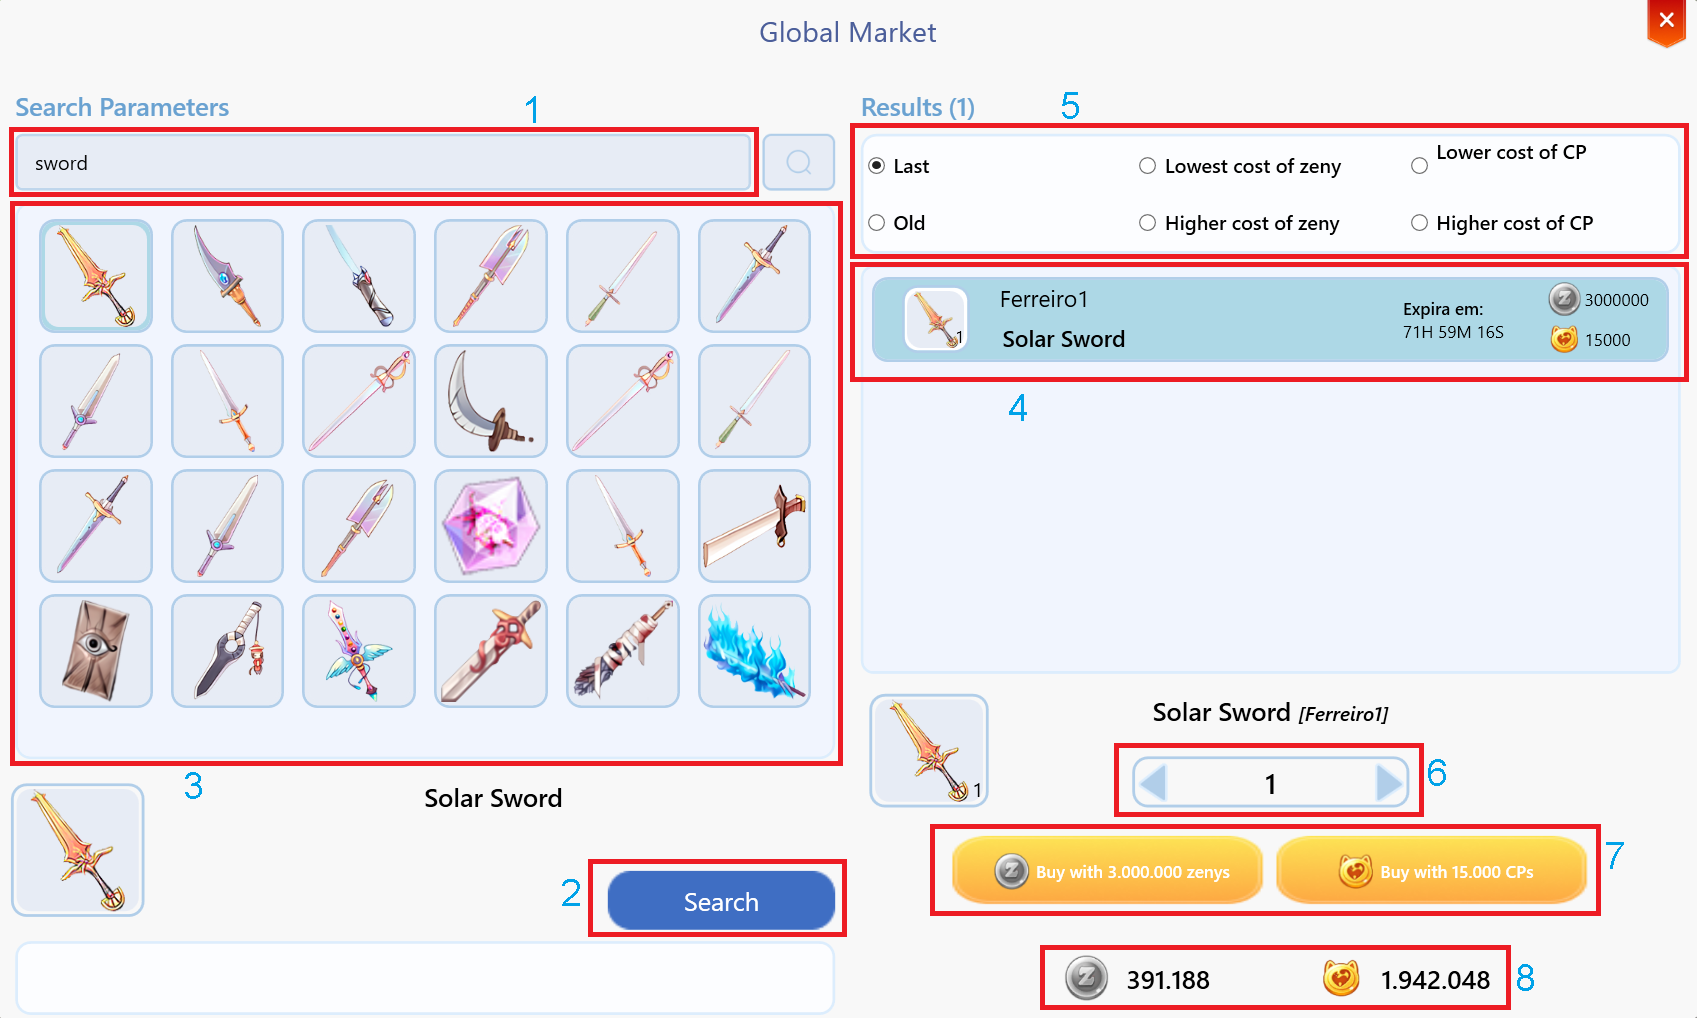 Global Market
Search Parameters
1
sword
3
Solar Sword
2
Search
Results (1)
5
Last
Lowest cost of zeny
Lower cost of CP
Old
Higher cost of zeny
Higher cost of CP
1
Ferreiro1
Solar Sword
Expira em:
71H 59M 16S
3000000
15000
4
1
Solar Sword [Ferreiro1]
1
6
Buy with 3.000.000 zenys
Buy with 15.000 CPs
7
391.188
1.942.048
8